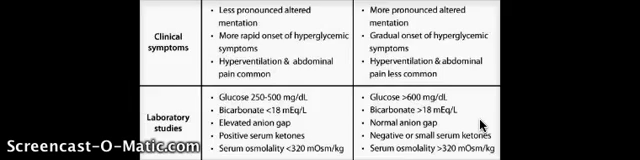 Clinical
symptoms
• Less pronounced altered
mentation
• More rapid onset of hyperglycemic
symptoms
• Hyperventilation & abdominal
pain common
• More pronounced altered
mentation
• Gradual onset of hyperglycemic
symptoms
• Hyperventilation & abdominal
pain less common
Laboratory
studies
• Glucose 250-500 mg/dL
• Bicarbonate <18 mEq/L
• Elevated anion gap
• Positive serum ketones
• Serum osmolality <320 mOsm/kg
• Glucose >600 mg/dL
• Bicarbonate >18 mEq/L
• Normal anion gap
• Negative or small serum ketones
• Serum osmolality >320 mOsm/kg
Screencast-O-Matic.com